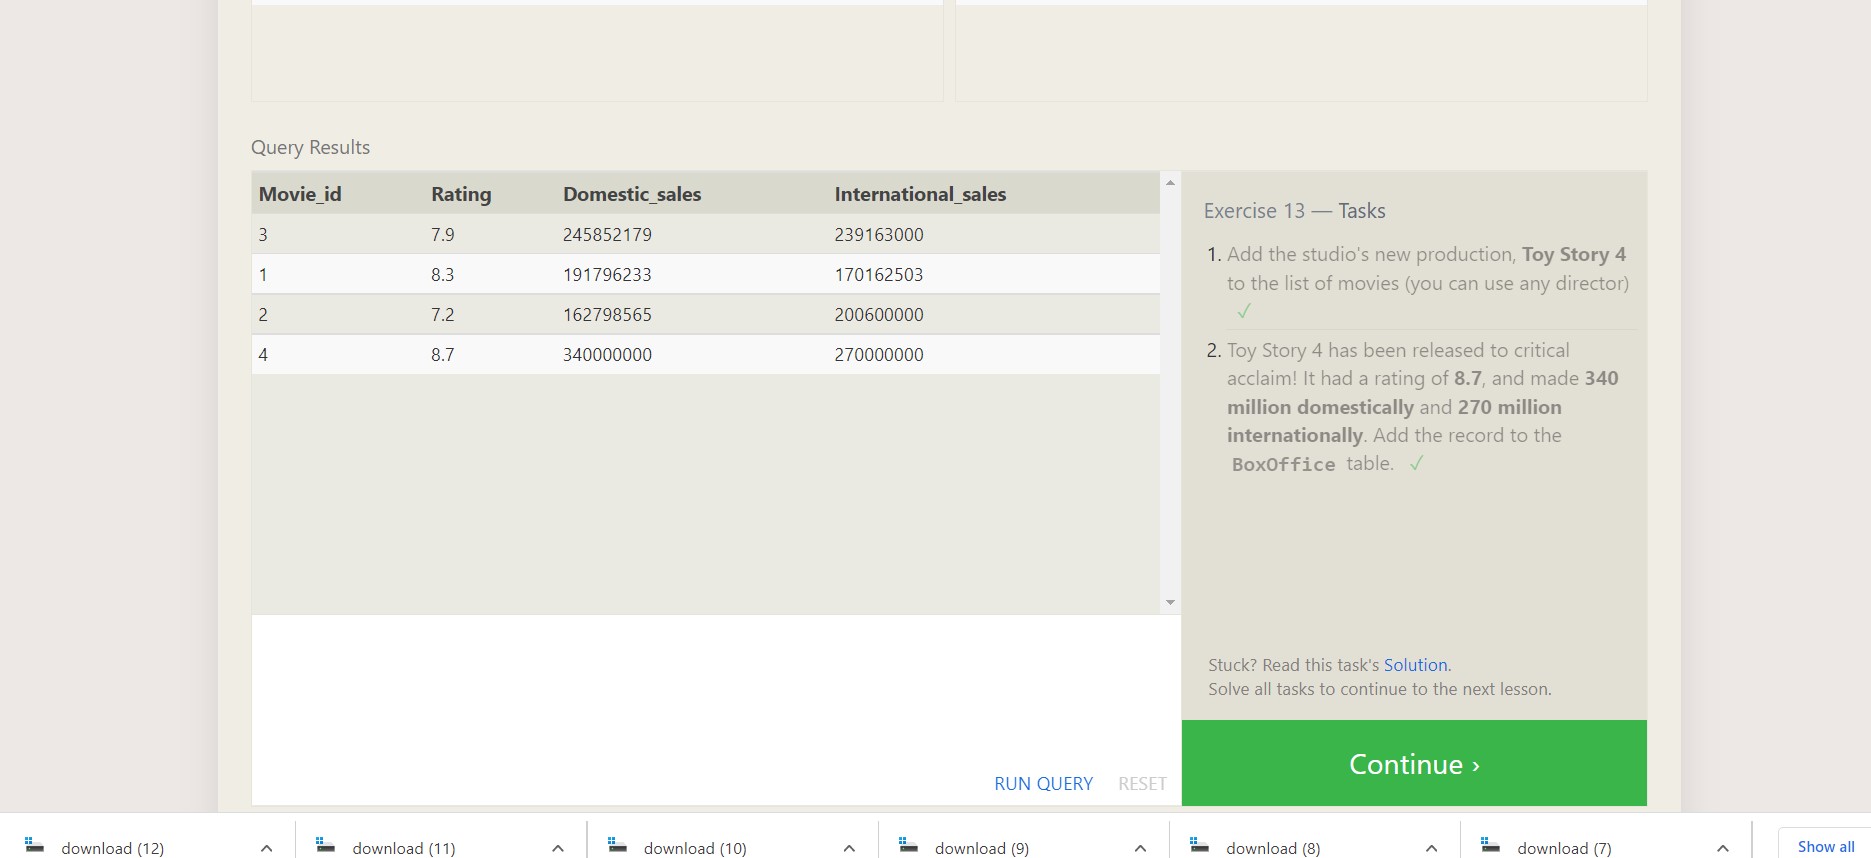 Query Results
Movie_id Rating Domestic_sales International_sales
3 7.9 245852179 239163000
1 8.3 191796233 170162503
2 7.2 162798565 200600000
4 8.7 340000000 270000000
RUN QUERY RESET
Exercise 13 — Tasks
1. Add the studio's new production, Toy Story 4
to the list of movies (you can use any director)
✓
2. Toy Story 4 has been released to critical
acclaim! It had a rating of 8.7, and made 340
million domestically and 270 million
internationally. Add the record to the
BoxOffice table. ✓
Stuck? Read this task's Solution.
Solve all tasks to continue to the next lesson.
Continue ›
download (12) download (11) download (10) download (9) download (8) download (7) Show all